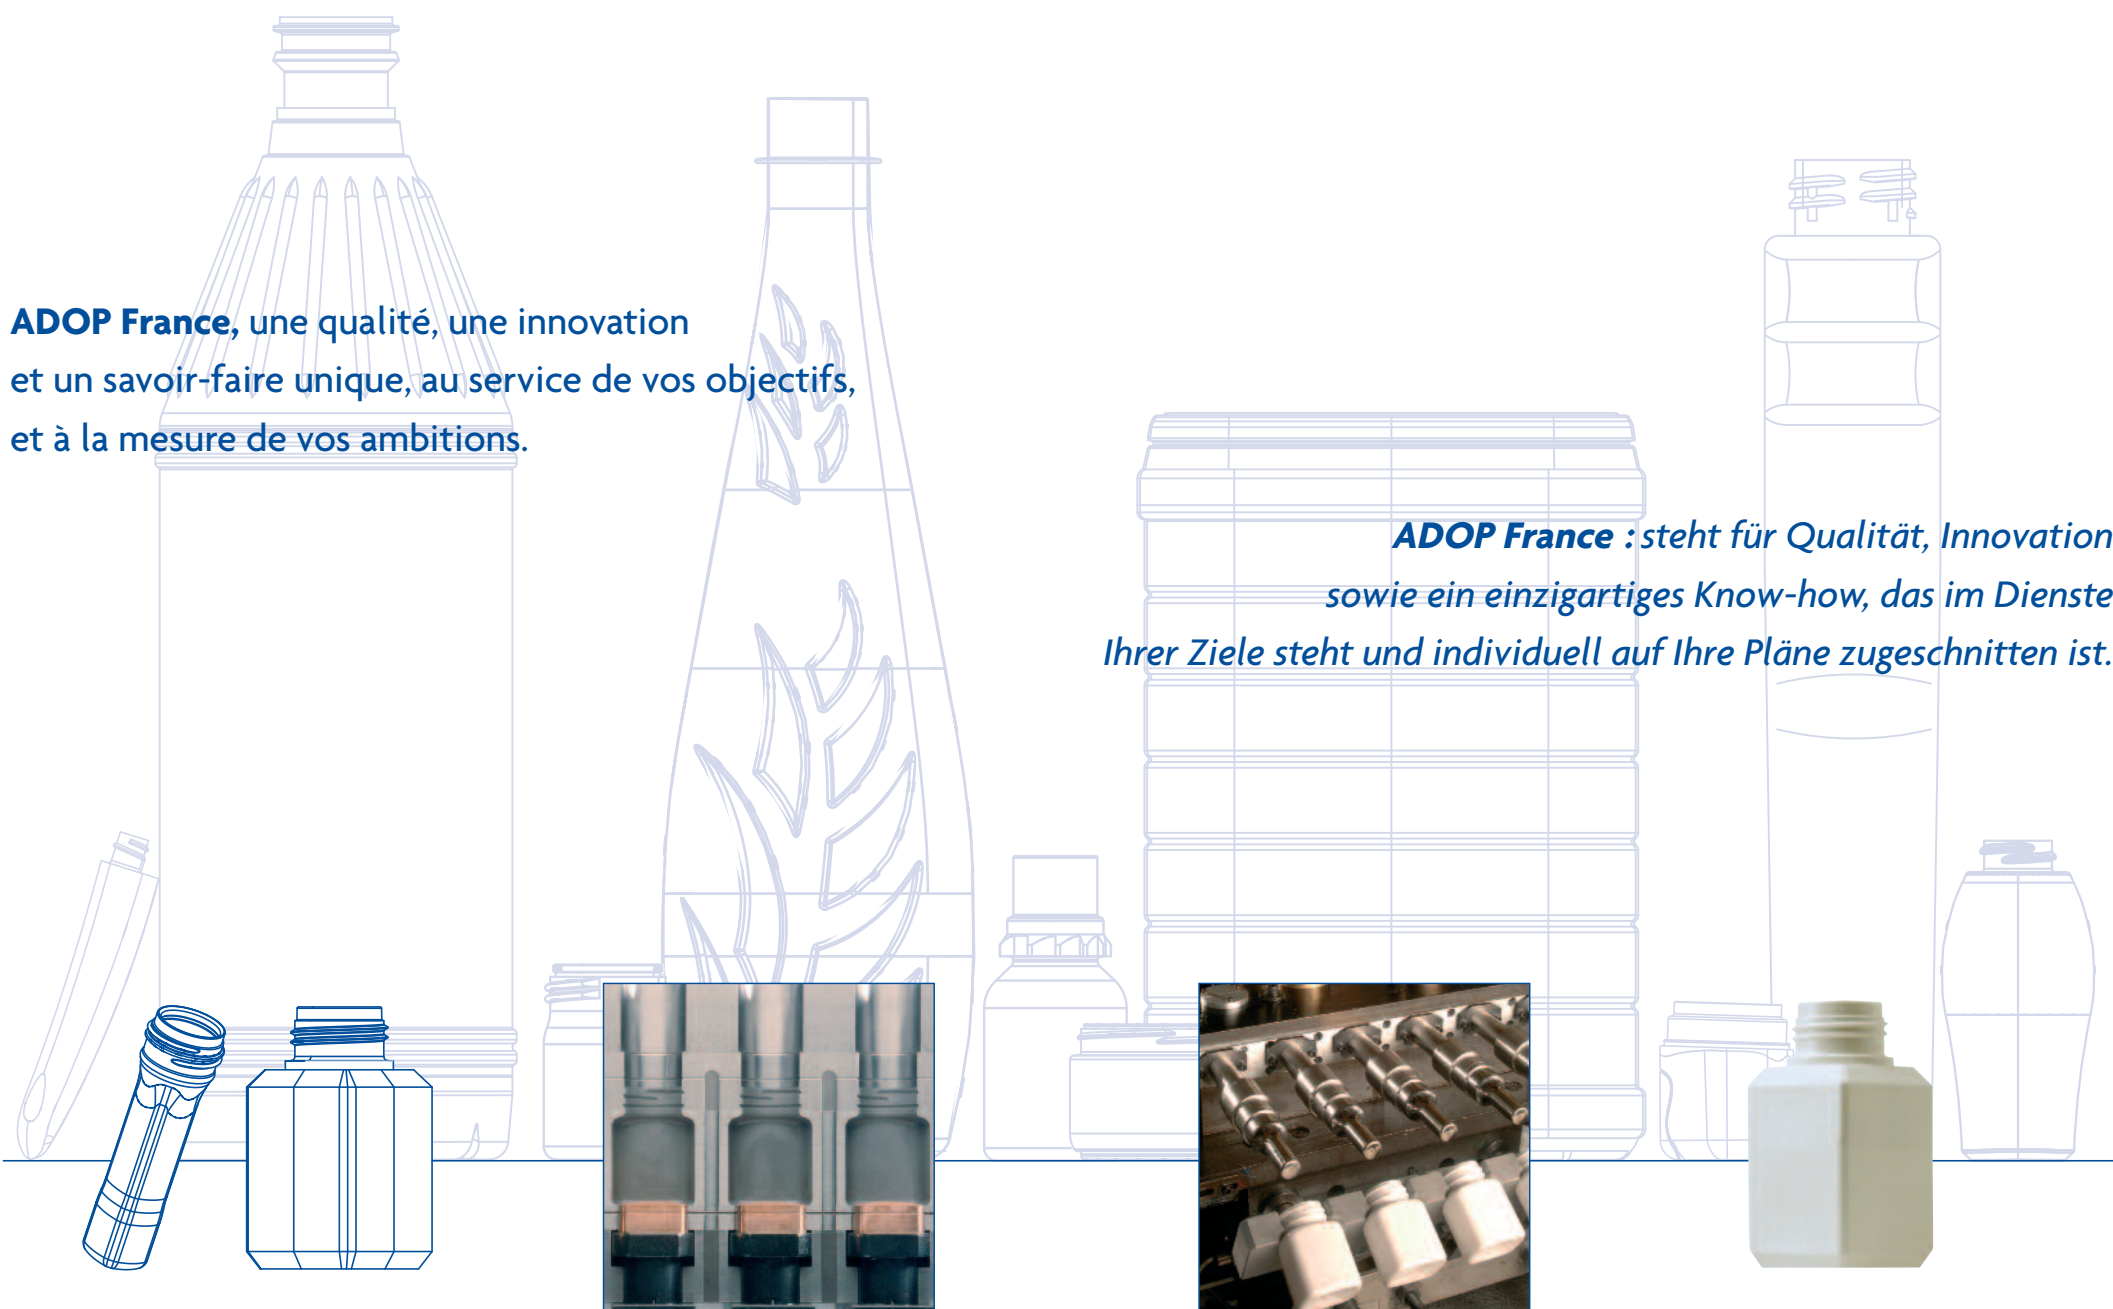 ADOP France, une qualité, une innovation
et un savoir-faire unique, au service de vos objectifs,
et à la mesure de vos ambitions.
ADOP France : steht für Qualität, Innovation
sowie ein einzigartiges Know-how, das im Dienste
Ihrer Ziele steht und individuell auf Ihre Pläne zugeschnitten ist.